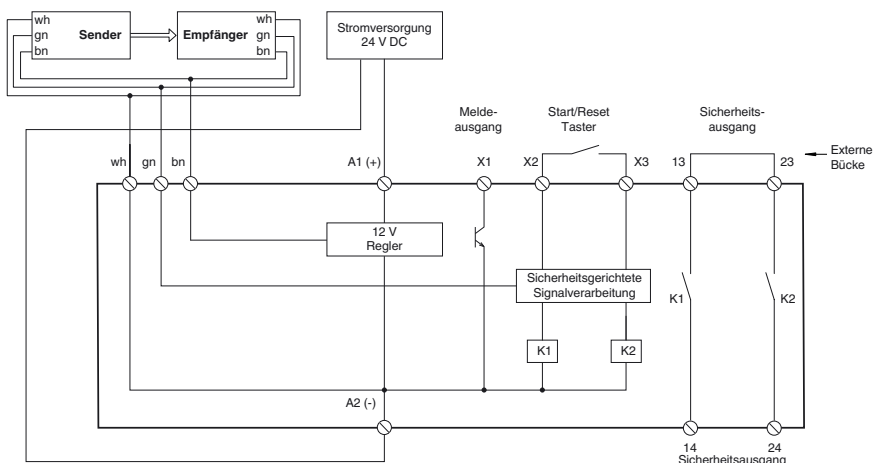 wh
gn
bn
Sender
Empfänger
wh
gn
bn
Stromversorgung
24 V DC
Melde-
ausgang
Start/Reset
Taster
Sicherheits-
ausgang
Externe
Bücke
wh
gn
bn
A1 (+)
X1
X2
X3
13
23
12 V
Regler
Sicherheitsgerichtete
Signalverarbeitung
K1
K2
K1
K2
A2 (-)
14
24
Sicherheitsausgang